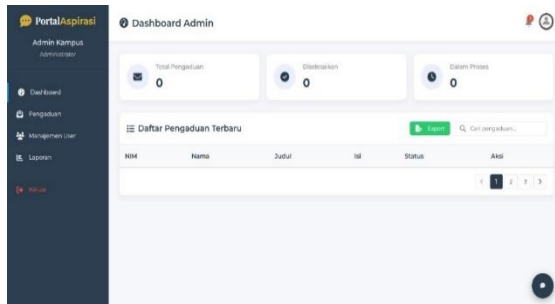 PortalAspirasi
Admin Kampus
Administrator
Dashboard
Pengaduan
Manajemen User
Laporan
Keluar
Dashboard Admin
Total Pengaduan
0
Diselesaikan
0
Dalam Proses
0
Daftar Pengaduan Terbaru
Export
Cari pengaduan...
NIM Nama Judul Isi Status Aksi
1 2 3